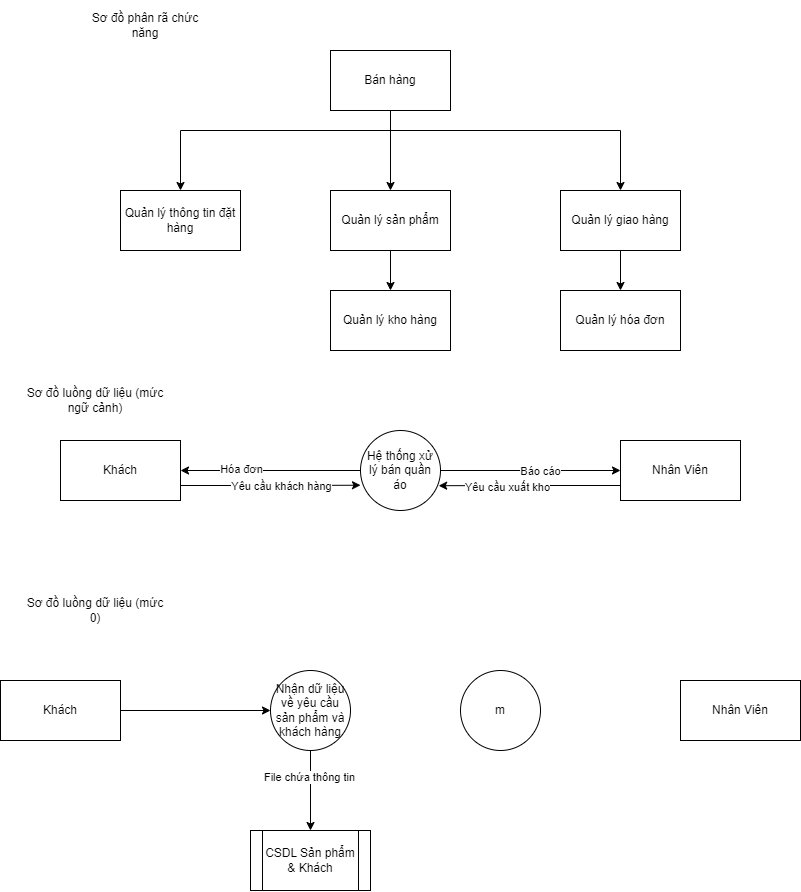 Sơ đồ phân rã chức
năng
Bán hàng
Quản lý thông tin đặt
hàng
Quản lý sản phẩm
Quản lý giao hàng
Quản lý kho hàng
Quản lý hóa đơn
Sơ đồ luồng dữ liệu (mức
ngữ cảnh)
Khách
Hóa đơn
Yêu cầu khách hàng
Hệ thống xử
lý bán quần
áo
Báo cáo
Yêu cầu xuất kho
Nhân Viên
Sơ đồ luồng dữ liệu (mức
0)
Khách
Nhận dữ liệu
về yêu cầu
sản phẩm và
khách hàng
m
Nhân Viên
File chứa thông tin
CSDL Sản phẩm
& Khách